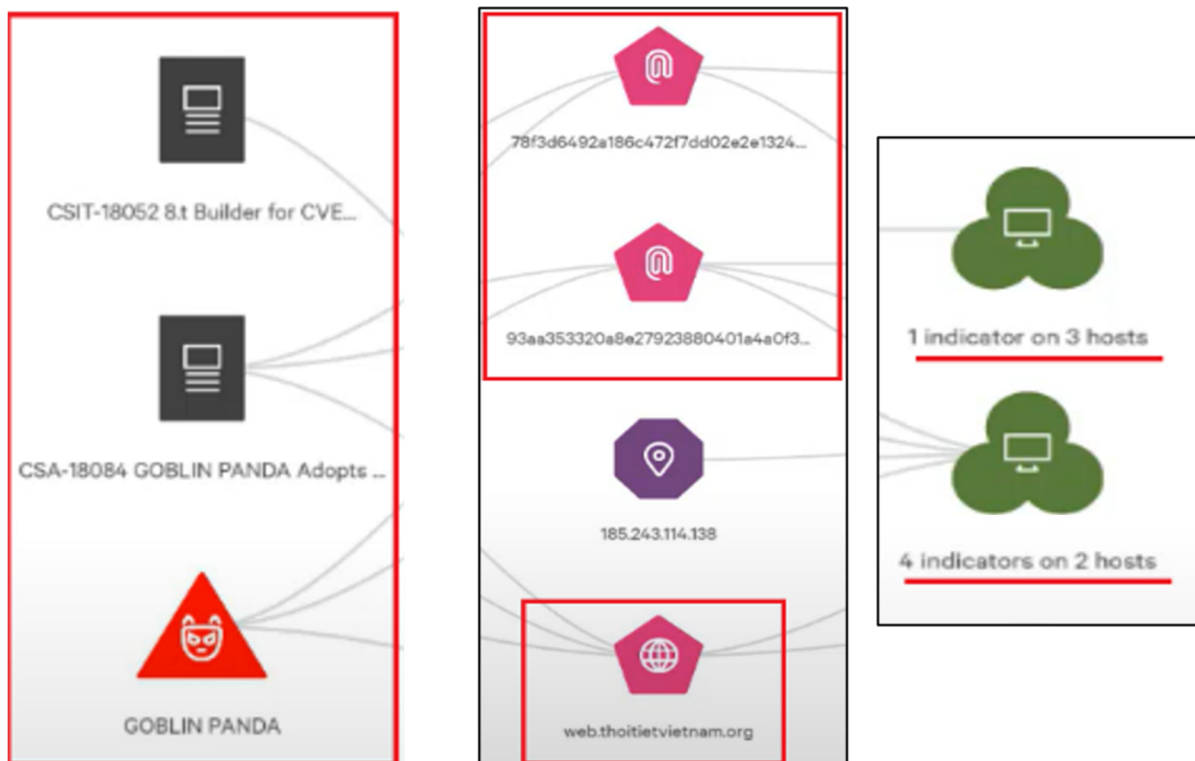 CSIT-18052 8.t Builder for CVE...
CSA-18084 GOBLIN PANDA Adopts ...
GOBLIN PANDA
78f3d6492a186c472f7dd02e2e1324...
93aa353320a8e27923880401a4a0f3...
185.243.114.138
web.thoitietvietnam.org
1 indicator on 3 hosts
4 indicators on 2 hosts